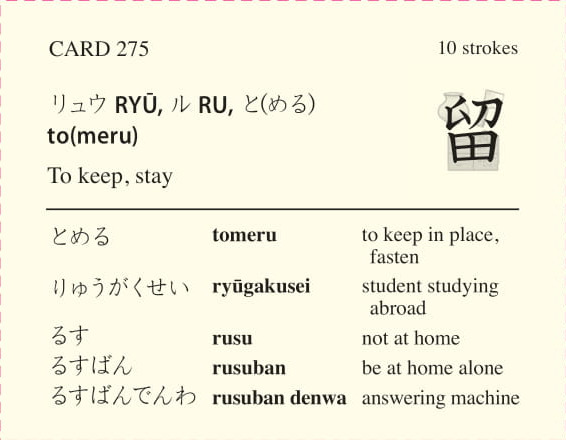 CARD 275 10 strokes
リュウ RYŪ, ル RU, と(める)
to(meru)
To keep, stay
留
とめる tomeru to keep in place,
fasten
りゅうがくせい ryūgakusei student studying
abroad
るす rusu not at home
るすばん rusuban be at home alone
るすばんでんわ rusuban denwa answering machine